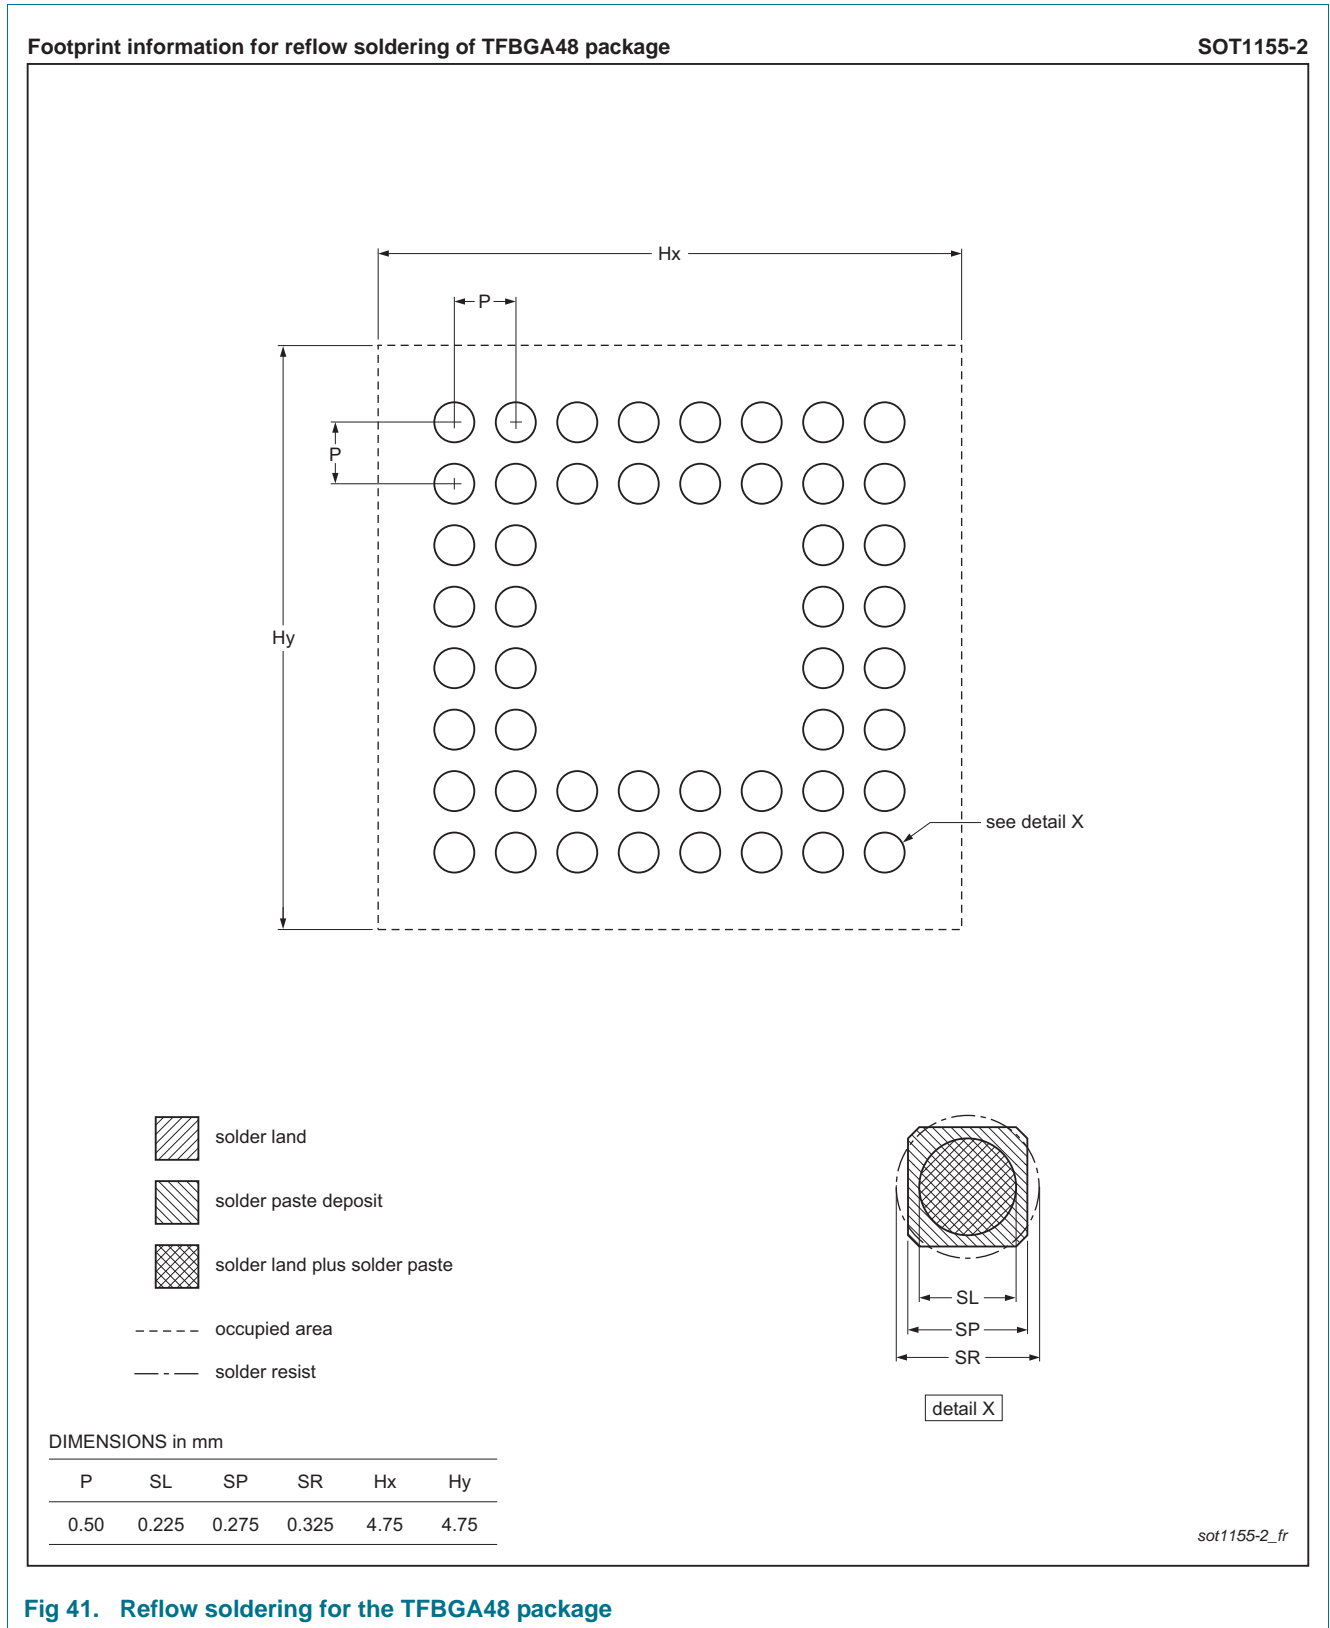 Footprint information for reflow soldering of TFBGA48 package SOT1155-2
Hx
P
P
Hy
see detail X
solder land
solder paste deposit
solder land plus solder paste
occupied area
solder resist
SL
SP
SR
detail X
DIMENSIONS in mm
P SL SP SR Hx Hy
0.50 0.225 0.275 0.325 4.75 4.75
sot1155-2_fr
Fig 41. Reflow soldering for the TFBGA48 package